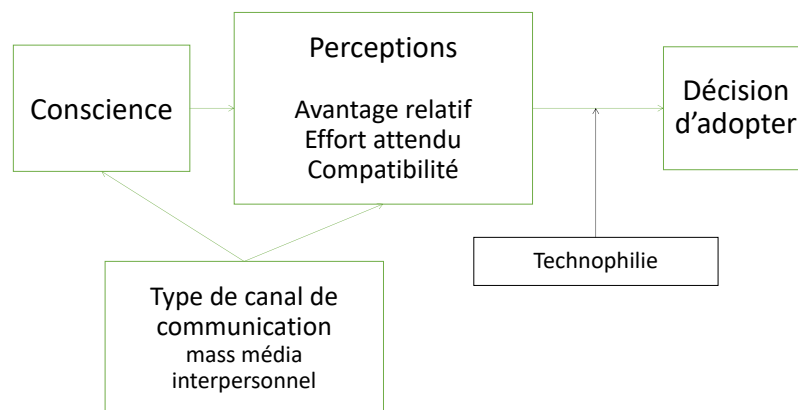 Conscience
Perceptions
Avantage relatif
Effort attendu
Compatibilité
Décision
d’adopter
Technophilie
Type de canal de
communication
mass média
interpersonnel